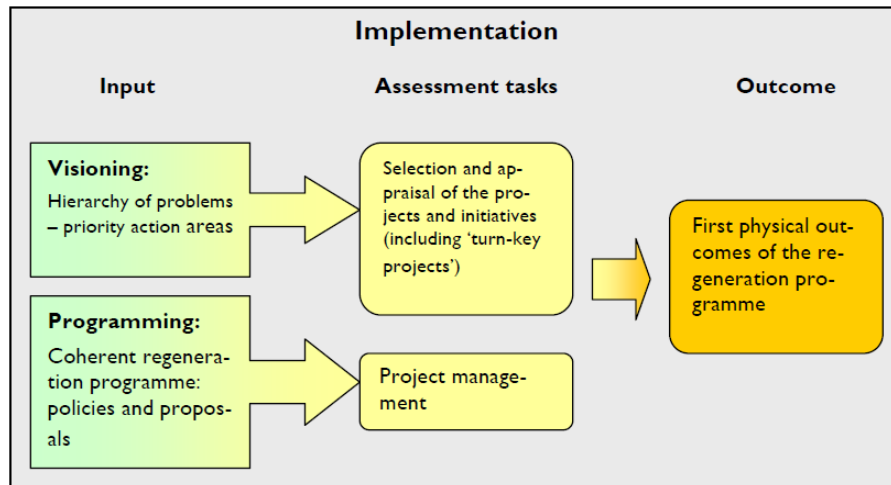 Implementation
Input
Assessment tasks
Outcome
Visioning:
Hierarchy of problems
– priority action areas
Selection and ap-
praisal of the pro-
jects and initiatives
(including ‘turn-key
projects’)
First physical out-
comes of the re-
generation pro-
gramme
Programming:
Coherent regenera-
tion programme:
policies and propos-
als
Project manage-
ment